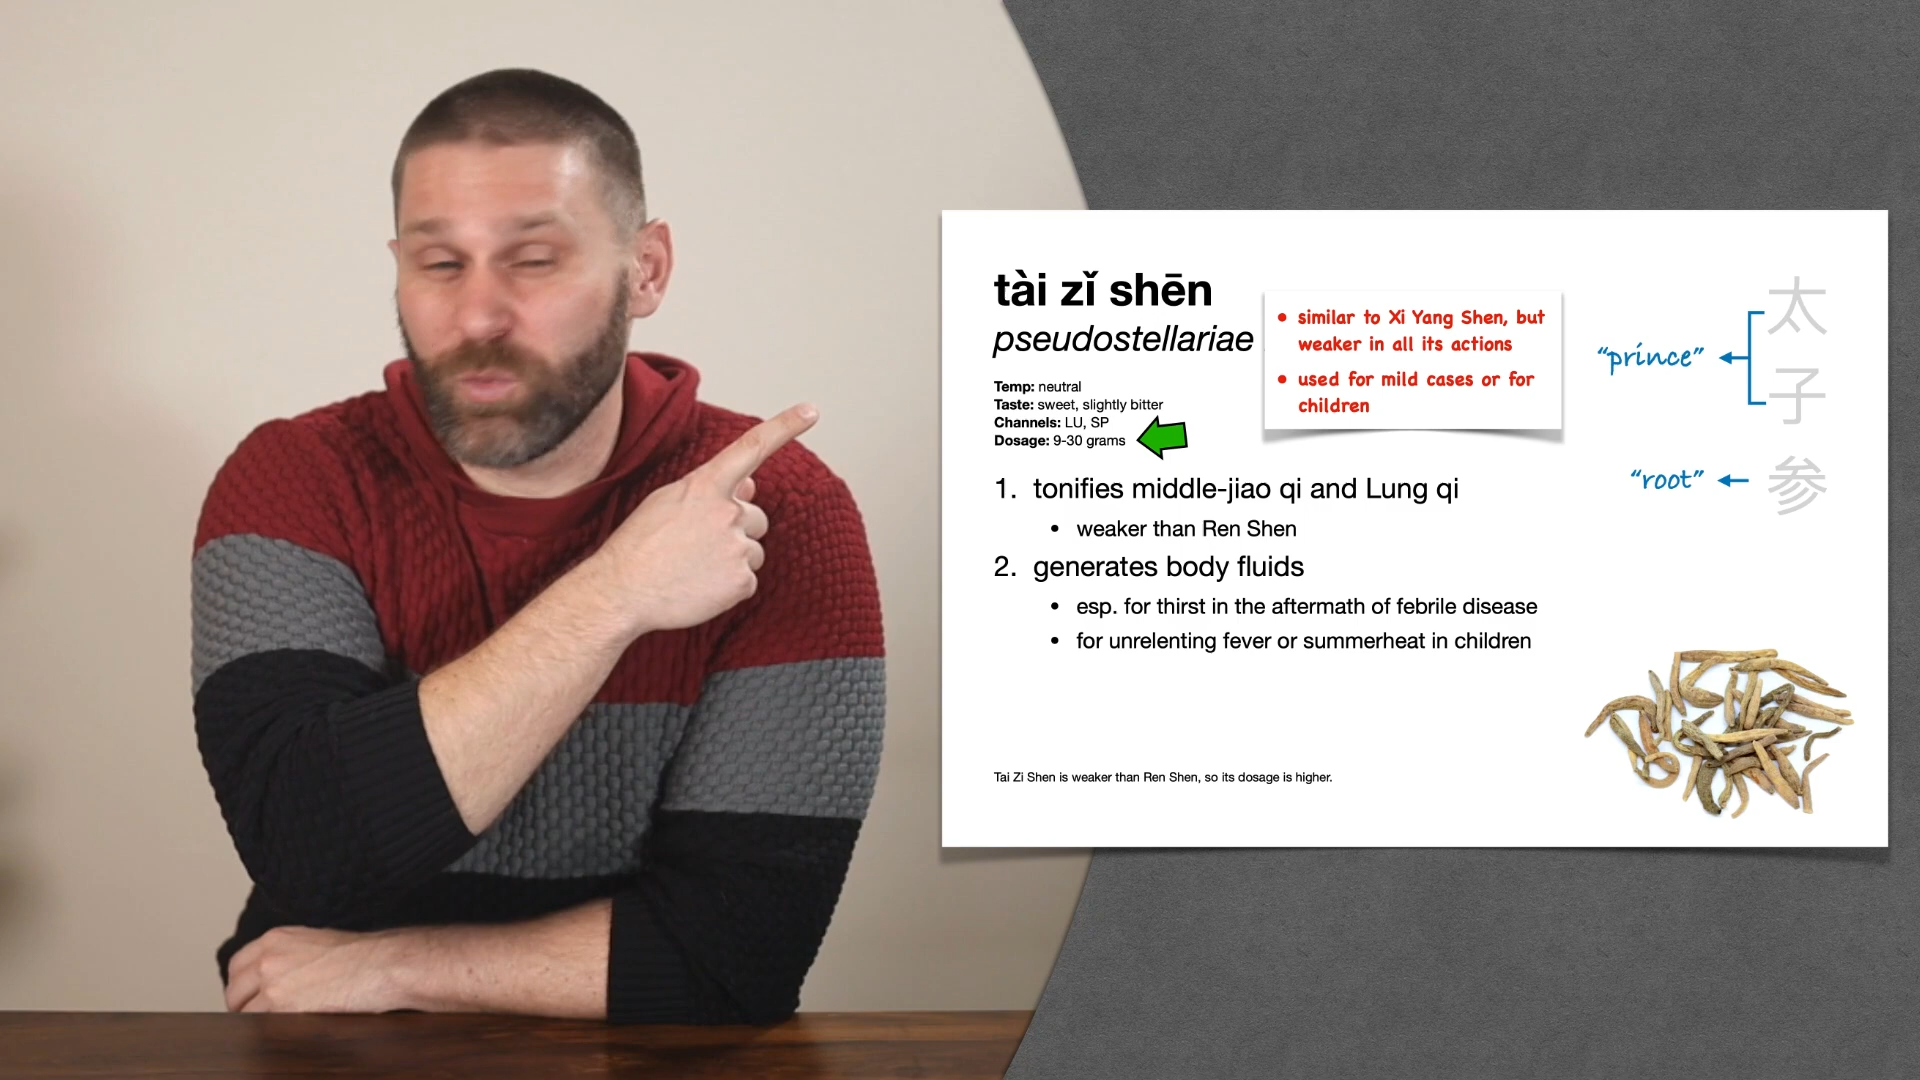 tài zǐ shēn
pseudostellariae
Temp: neutral
Taste: sweet, slightly bitter
Channels: LU, SP
Dosage: 9-30 grams
• similar to Xi Yang Shen, but
weaker in all its actions
• used for mild cases or for
children
1. tonifies middle-jiao qi and Lung qi
• weaker than Ren Shen
2. generates body fluids
• esp. for thirst in the aftermath of febrile disease
• for unrelenting fever or summerheat in children
Tai Zi Shen is weaker than Ren Shen, so its dosage is higher.
“prince”
“root”
太
子
参